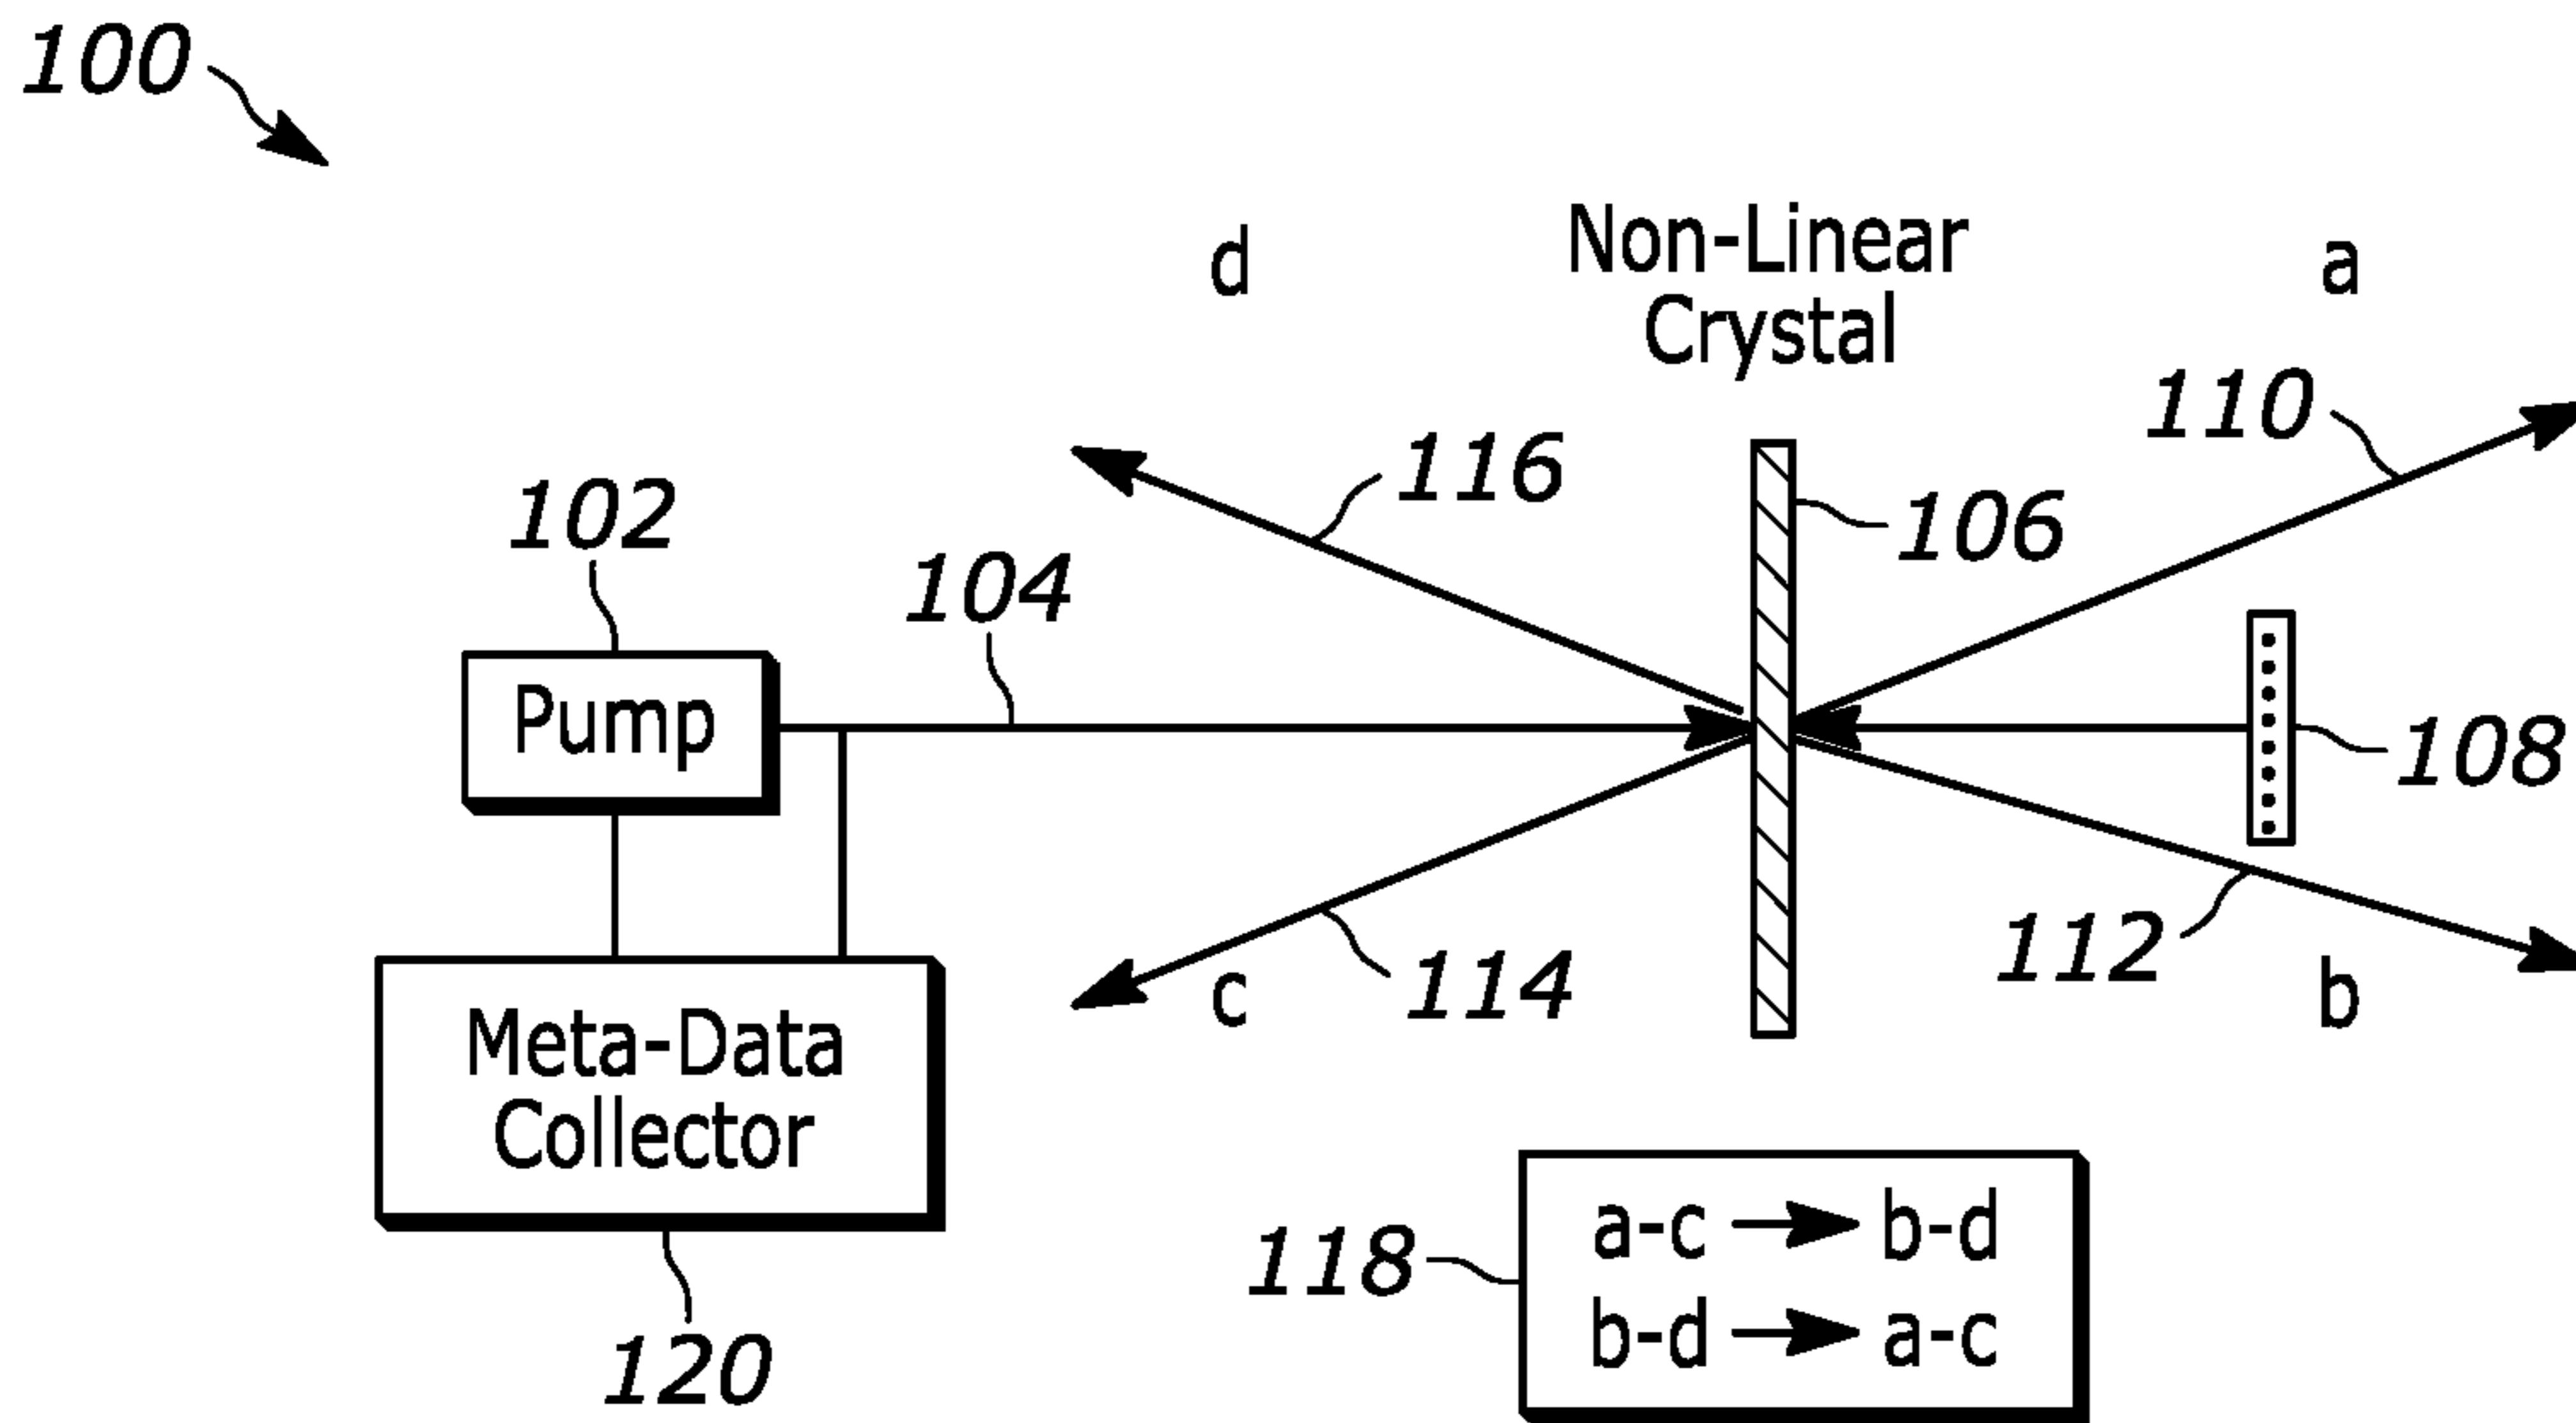 100
d
Non-Linear
Crystal
a
110
116
102
106
104
Pump
108
112
114
c
b
Meta-Data
Collector
118
a-c → b-d
b-d → a-c
120